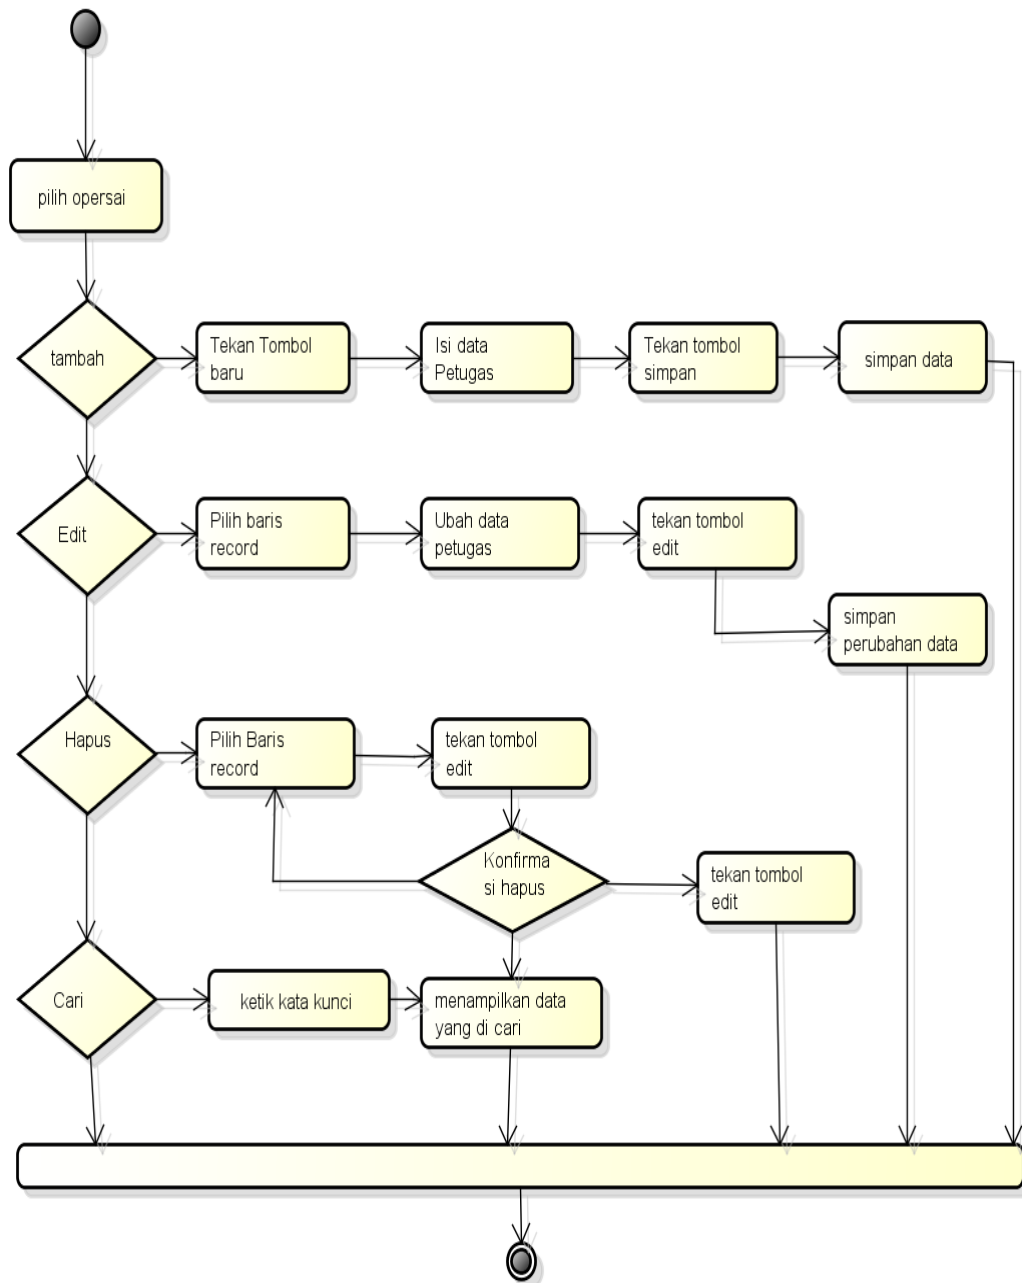 pilih opersai
tambah
Tekan Tombol
baru
Isi data
Petugas
Tekan tombol
simpan
simpan data
Edit
Pilih baris
record
Ubah data
petugas
tekan tombol
edit
simpan
perubahan data
Hapus
Pilih Baris
record
tekan tombol
edit
Konfirma
si hapus
tekan tombol
edit
Cari
ketik kata kunci
menampilkan data
yang di cari